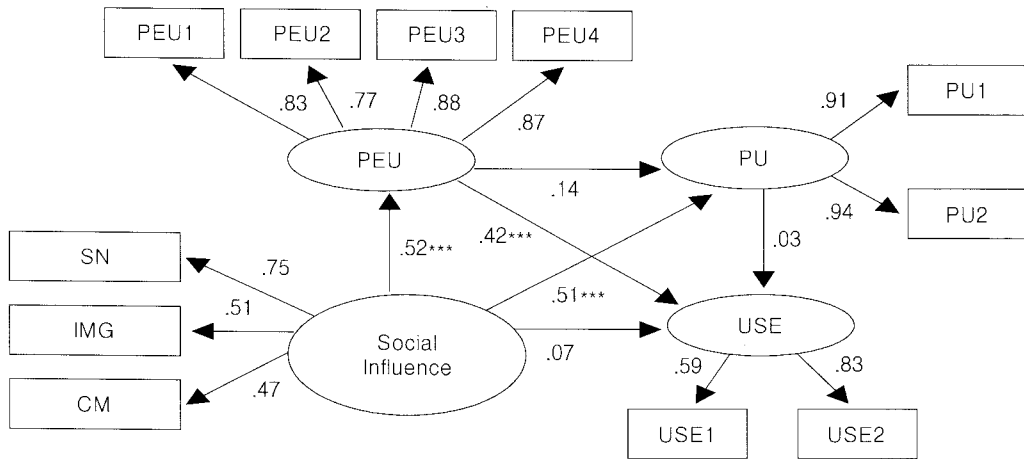 PEU1
PEU2
PEU3
PEU4
.83
.77
.88
.87
PEU
PU
.91
PU1
.94
PU2
.14
.52***
.42***
.03
SN
.75
IMG
.51
CM
.47
Social
Influence
.51***
.07
USE
.59
.83
USE1
USE2